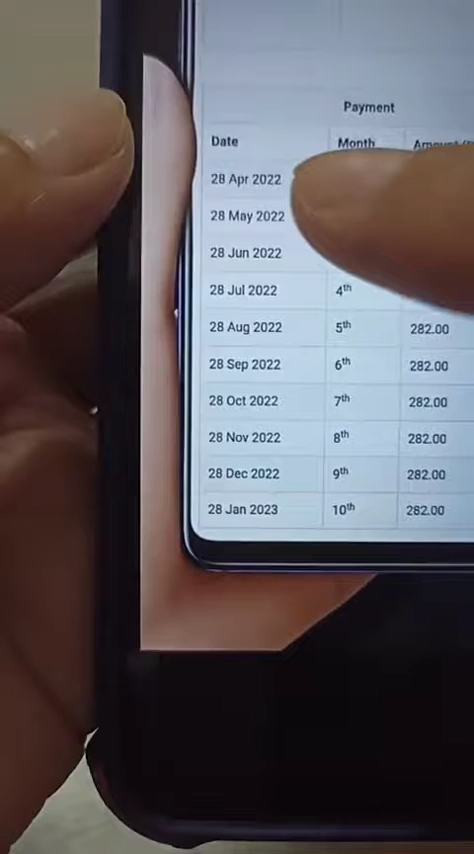 Payment
Date Month
28 Apr 2022
28 May 2022
28 Jun 2022
28 Jul 2022 4th
28 Aug 2022 5th 282.00
28 Sep 2022 6th 282.00
28 Oct 2022 7th 282.00
28 Nov 2022 8th 282.00
28 Dec 2022 9th 282.00
28 Jan 2023 10th 282.00